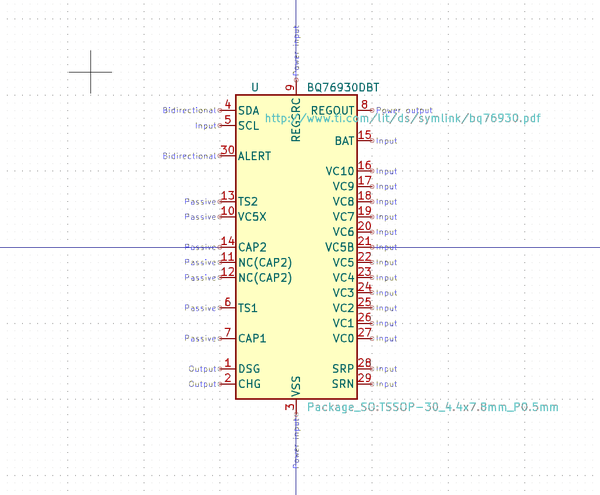 Power input
9
U BQ76930DBT
REGSRC
Bidirectional 4 SDA REGOUT 8 Power output
http://www.ti.com/lit/ds/symlink/bq76930.pdf
Input 5 SCL
BAT 15 Input
Bidirectional 30 ALERT
VC10 16 Input
VC9 17 Input
Passive 13 TS2 VC8 18 Input
Passive 10 VC5X VC7 19 Input
VC6 20 Input
Passive 14 CAP2 VC5B 21 Input
Passive 11 NC(CAP2) VC5 22 Input
Passive 12 NC(CAP2) VC4 23 Input
VC3 24 Input
Passive 6 TS1 VC2 25 Input
VC1 26 Input
Passive 7 CAP1 VC0 27 Input
Output 1 DSG SRP 28 Input
Output 2 CHG SRN 29 Input
VSS
3
Package_SO:TSSOP-30_4.4x7.8mm_P0.5mm
Power input